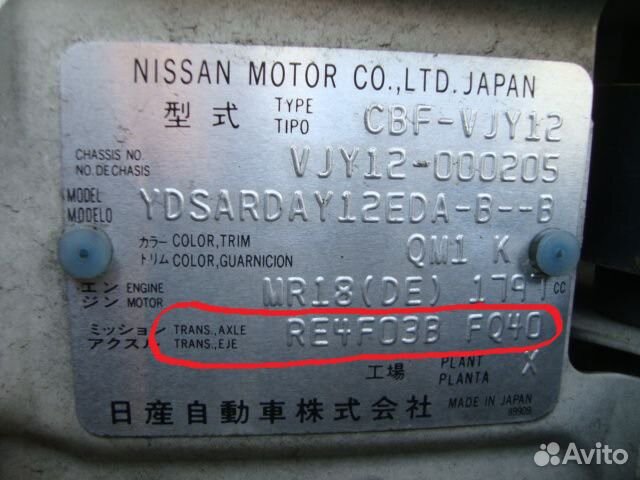 NISSAN MOTOR CO.,LTD. JAPAN
型式 TYPE TIPO CBF-VJY12
CHASSIS NO. NO. DE CHASIS VJY12-000205
MODEL MODELO YDSARDAY12EDA-B--B
カラー COLOR, TRIM QM1 K
トリム COLOR, GUARNICION
エンジン ENGINE MOTOR MR18(DE) 1797 CC
ミッション TRANS., AXLE RE4F03B FQ40
アクスル TRANS., EJE
工場 PLANT PLANTA X
日産自動車株式会社 MADE IN JAPAN
Avito